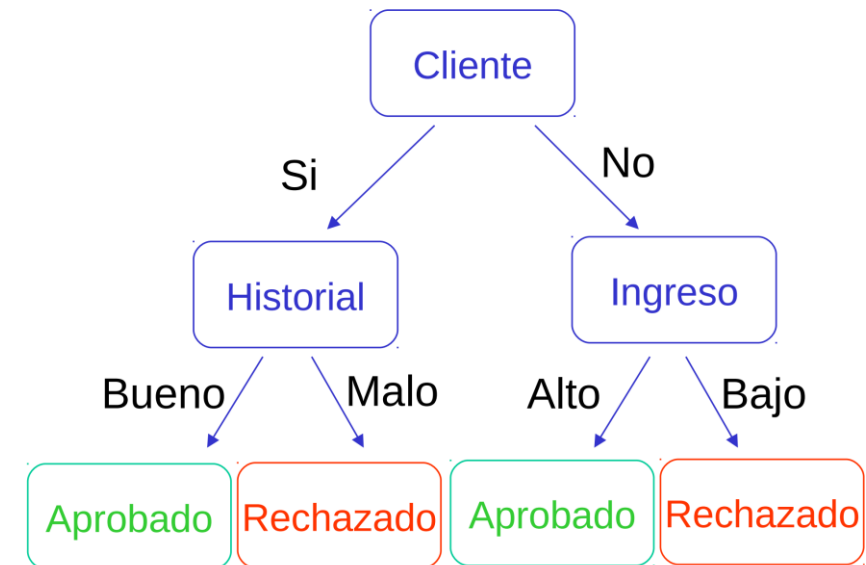 Cliente
Si
No
Historial
Ingreso
Bueno
Malo
Alto
Bajo
Aprobado
Rechazado
Aprobado
Rechazado